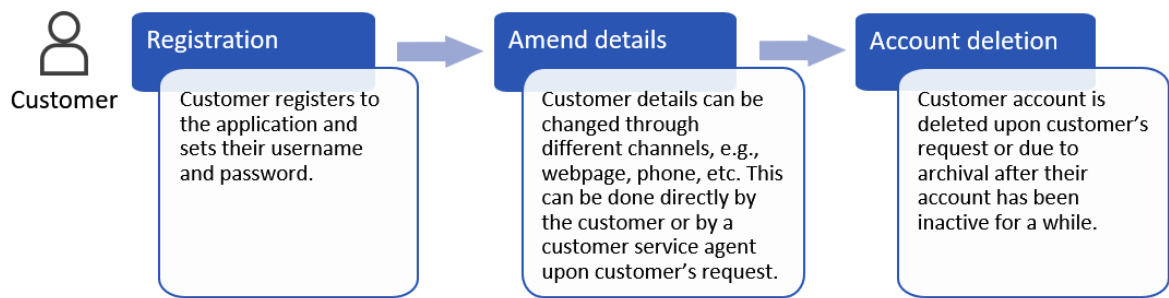 Customer
Registration
Customer registers to
the application and
sets their username
and password.
Amend details
Customer details can be
changed through
different channels, e.g.,
webpage, phone, etc. This
can be done directly by
the customer or by a
customer service agent
upon customer's request.
Account deletion
Customer account is
deleted upon customer's
request or due to
archival after their
account has been
inactive for a while.